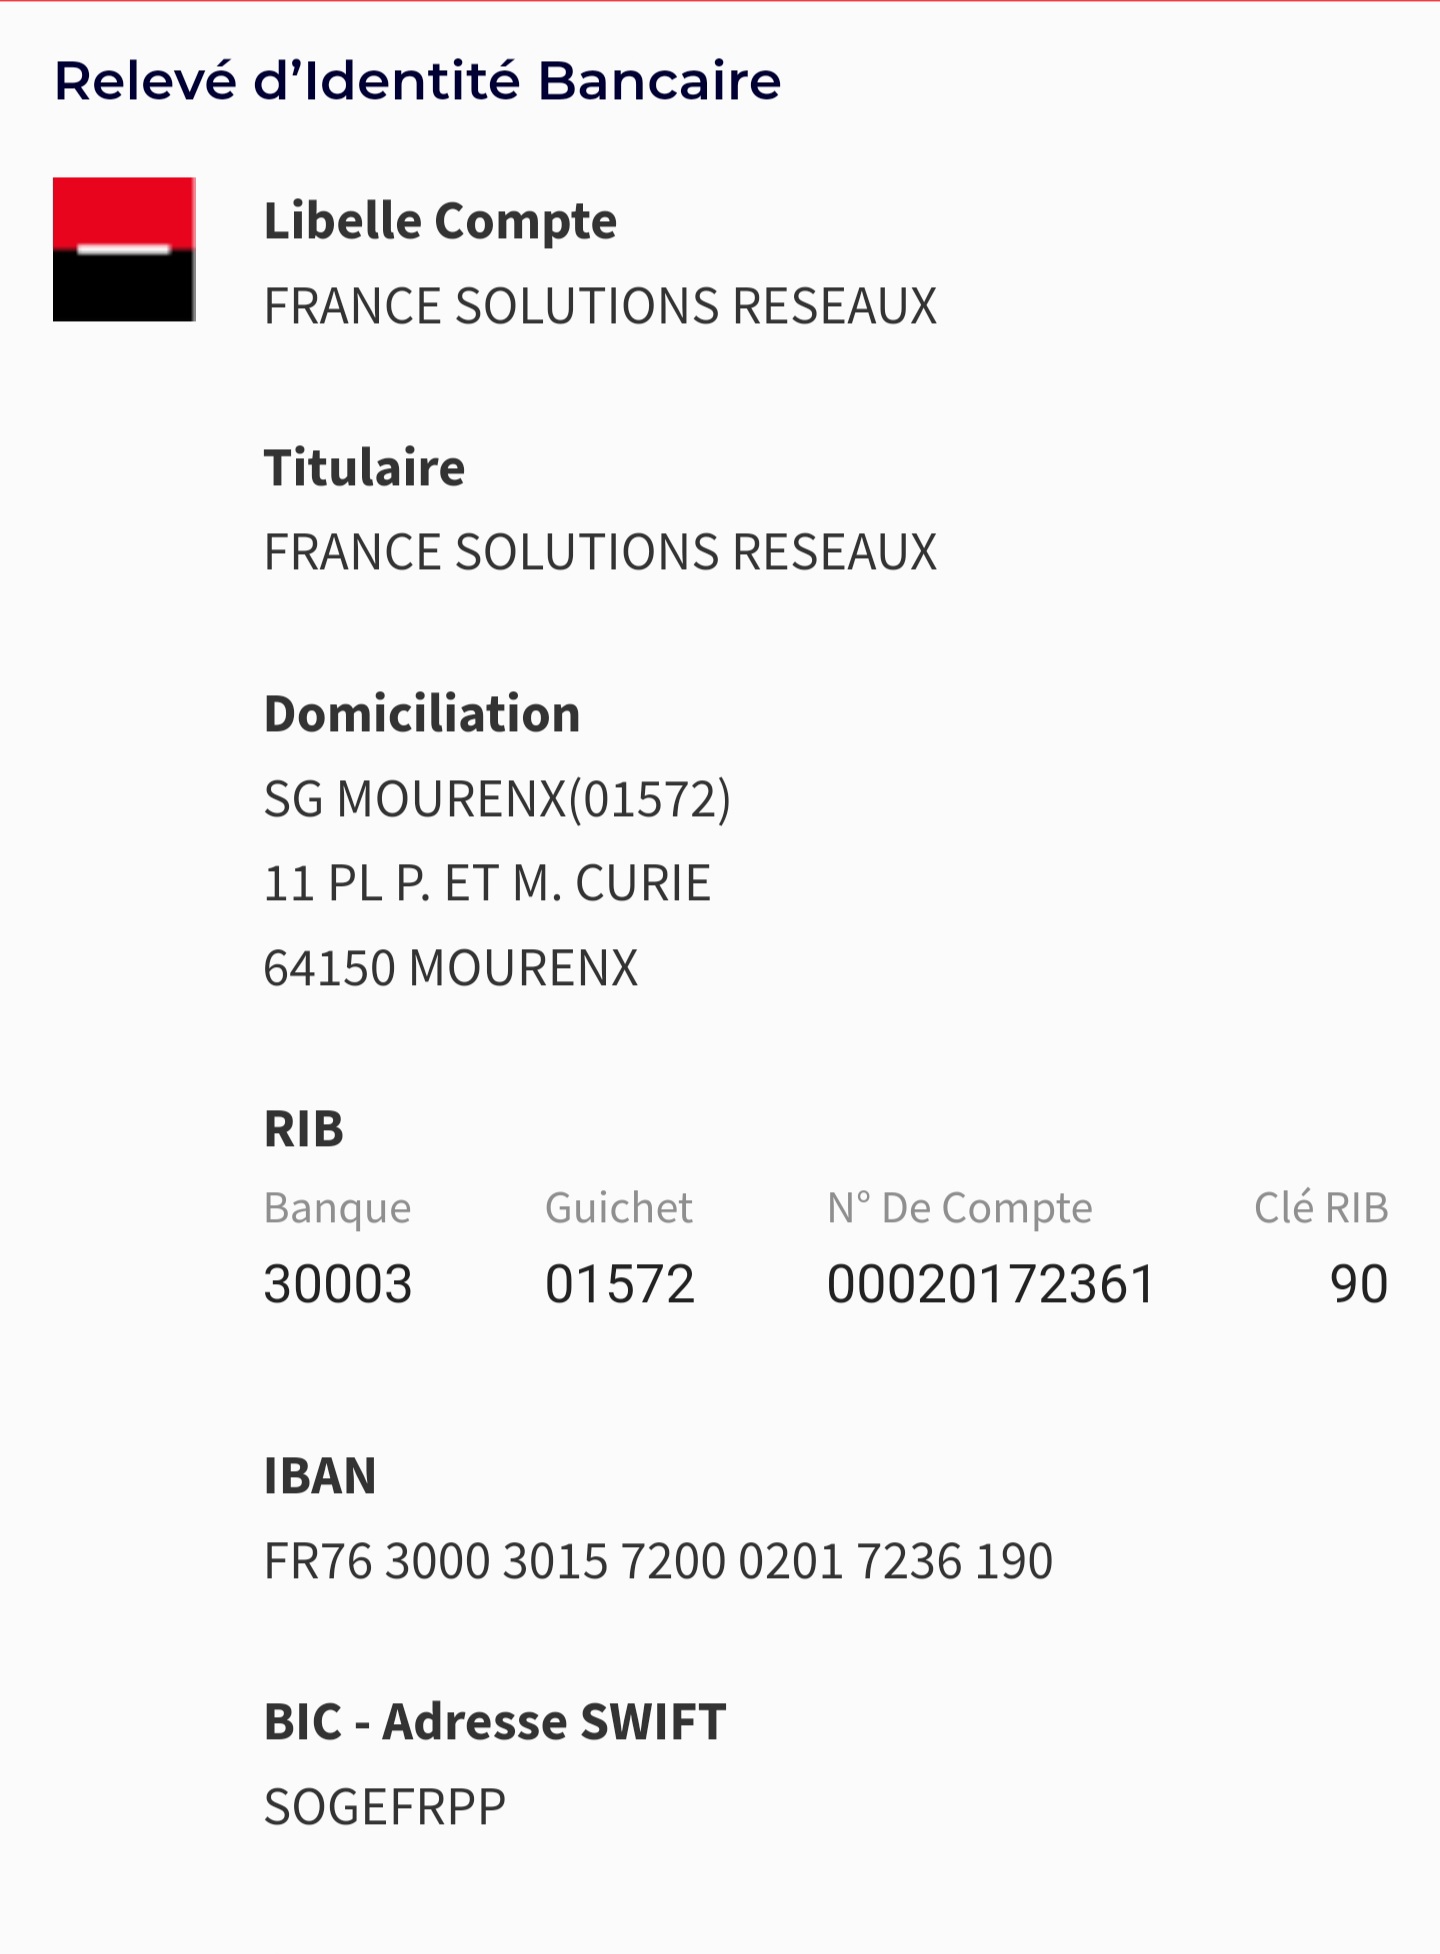 Relevé d’Identité Bancaire
Libelle Compte
FRANCE SOLUTIONS RESEAUX
Titulaire
FRANCE SOLUTIONS RESEAUX
Domiciliation
SG MOURENX(01572)
11 PL P. ET M. CURIE
64150 MOURENX
RIB
Banque Guichet N° De Compte Clé RIB
30003 01572 00020172361 90
IBAN
FR76 3000 3015 7200 0201 7236 190
BIC - Adresse SWIFT
SOGEFRPP